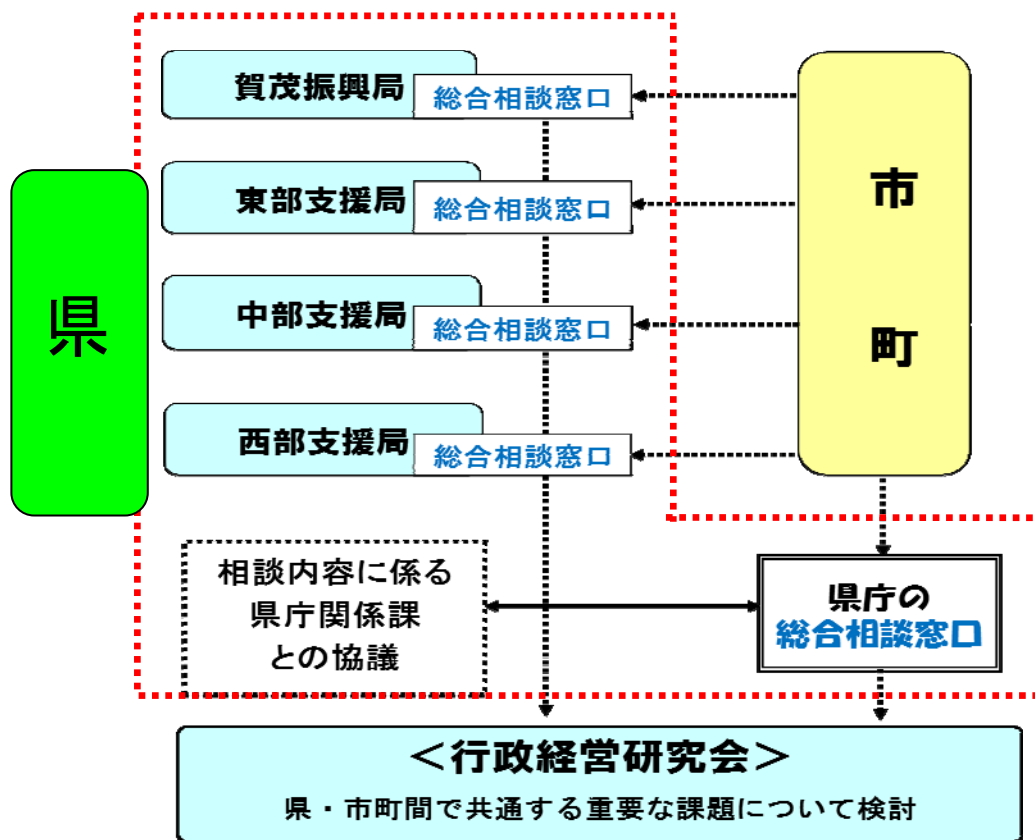 県
賀茂振興局
総合相談窓口
東部支援局
総合相談窓口
中部支援局
総合相談窓口
西部支援局
総合相談窓口
市
町
相談内容に係る
県庁関係課
との協議
県庁の
総合相談窓口
＜行政経営研究会＞
県・市町間で共通する重要な課題について検討